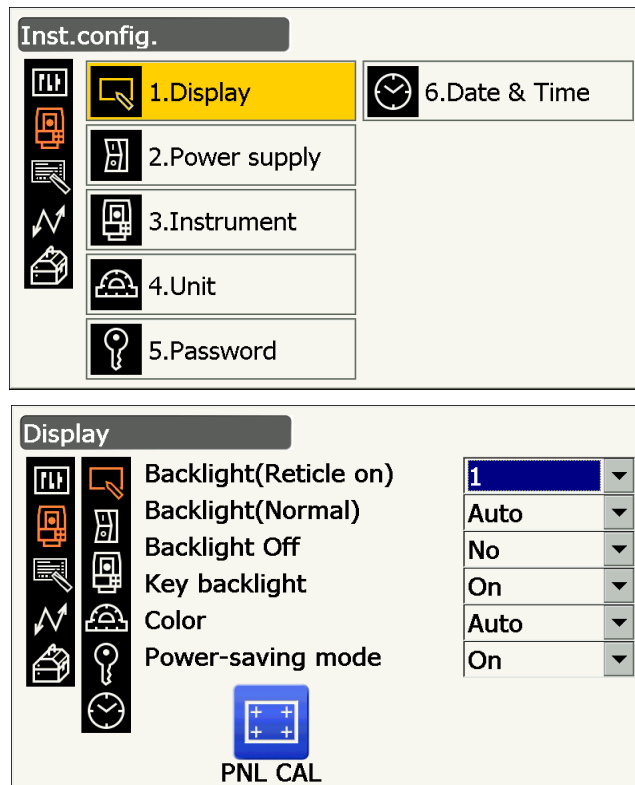 Inst.config.
1.Display
6.Date & Time
2.Power supply
3.Instrument
4.Unit
5.Password
Display
Backlight(Reticle on) 1
Backlight(Normal) Auto
Backlight Off No
Key backlight On
Color Auto
Power-saving mode On
PNL CAL